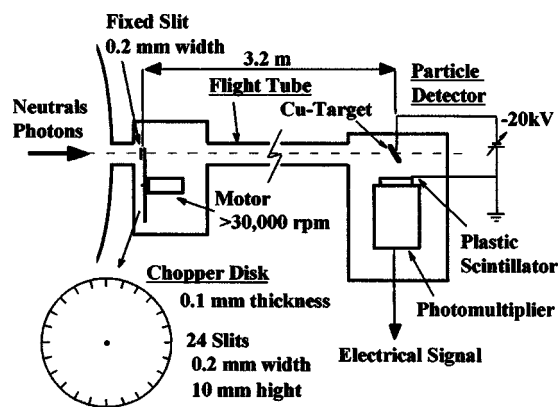 Fixed Slit
0.2 mm width
3.2 m
Flight Tube
Particle
Detector
Cu-Target
-20kV
Neutrals
Photons
Motor
>30,000 rpm
Plastic
Scintillator
Chopper Disk
0.1 mm thickness
Photomultiplier
24 Slits
0.2 mm width
10 mm hight
Electrical Signal